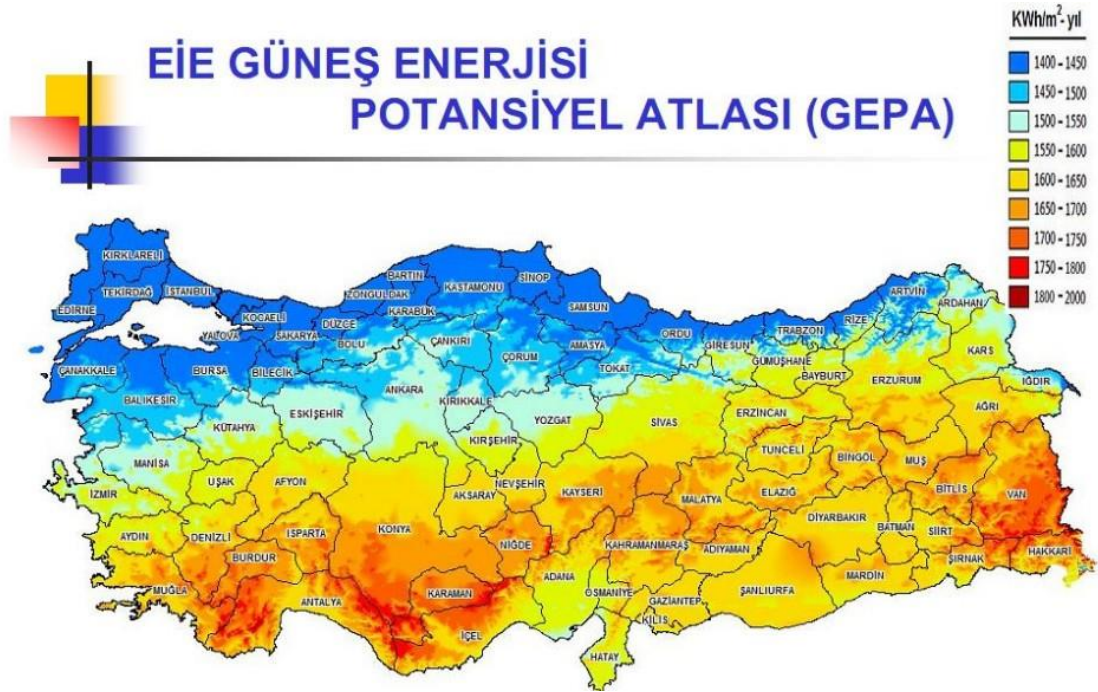 EİE GÜNEŞ ENERJİSİ
POTANSİYEL ATLASI (GEPA)
KWh/m²-yıl
1400-1450
1450-1500
1500-1550
1550-1600
1600-1650
1650-1700
1700-1750
1750-1800
1800-2000
KIRKLARELİ
TEKİRDAĞ
İSTANBUL
EDİRNE
KOCAELİ
YALOVA
SAKARYA
DÜZCE
ZONGULDAK
BARTIN
KARABÜK
KASTAMONU
SİNOP
SAMSUN
ORDU
GİRESUN
TRABZON
RİZE
ARTVİN
ARDAHAN
ÇANAKKALE
BURSA
BİLECİK
BOLU
ÇANKIRI
ÇORUM
AMASYA
TOKAT
GÜMÜŞHANE
BAYBURT
ERZURUM
KARS
IĞDIR
BALIKESİR
KÜTAHYA
ESKİŞEHİR
ANKARA
KIRIKKALE
YOZGAT
SİVAS
ERZİNCAN
AĞRI
MANİSA
KIRŞEHİR
TUNCELİ
BİNGÖL
MUŞ
İZMİR
UŞAK
AFYON
AKSARAY
NEVŞEHİR
KAYSERİ
MALATYA
ELAZIĞ
BİTLİS
VAN
AYDIN
DENİZLİ
ISPARTA
KONYA
NİĞDE
KAHRAMANMARAŞ
ADIYAMAN
DİYARBAKIR
BATMAN
SİİRT
ŞIRNAK
HAKKARİ
MUĞLA
BURDUR
ANTALYA
KARAMAN
İÇEL
ADANA
OSMANİYE
GAZİANTEP
KİLİS
ŞANLIURFA
MARDİN
HATAY